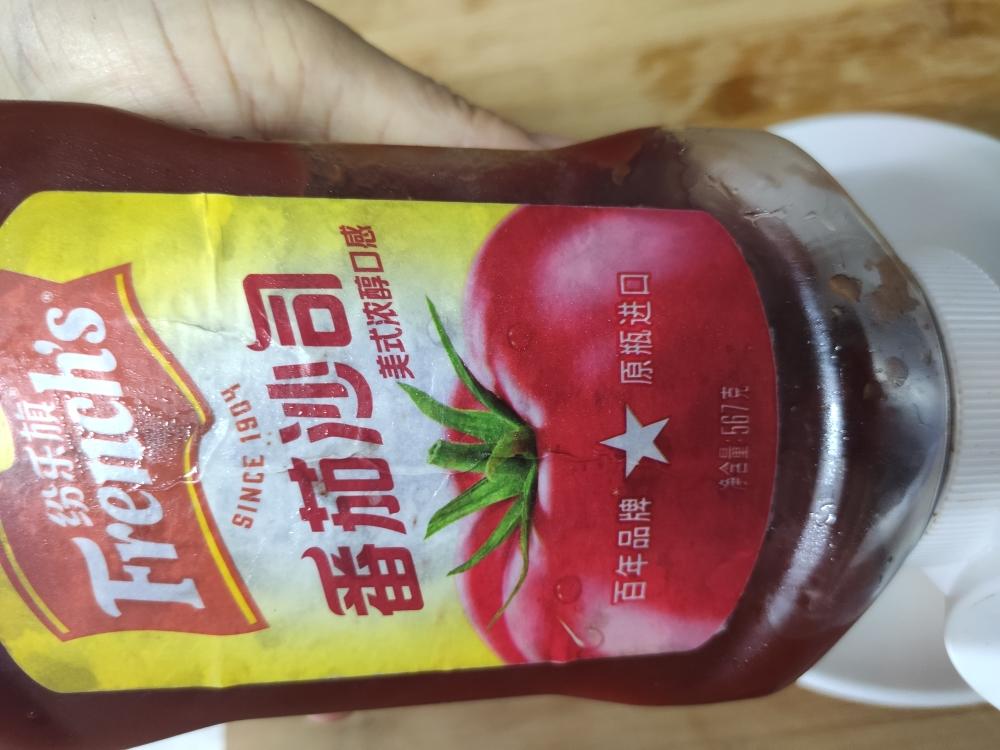 纷乐旗
French's®
SINCE 1904
番茄沙司
美式浓醇口感
百年品牌 ★ 原瓶进口
净含量:567克